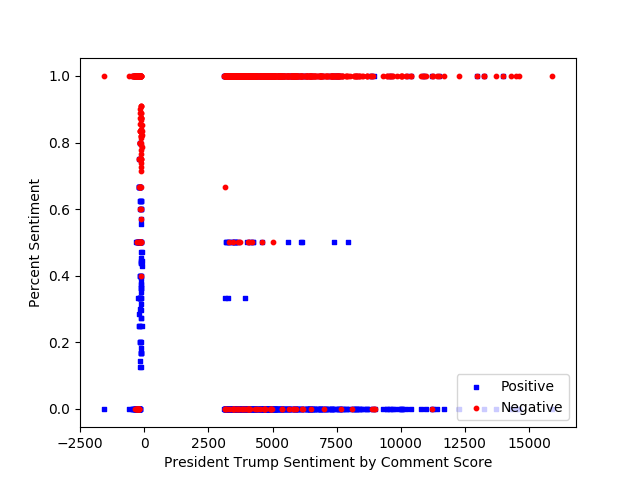 1.0
0.8
0.6
0.4
0.2
0.0
Percent Sentiment
−2500 0 2500 5000 7500 10000 12500 15000
President Trump Sentiment by Comment Score
Positive
Negative